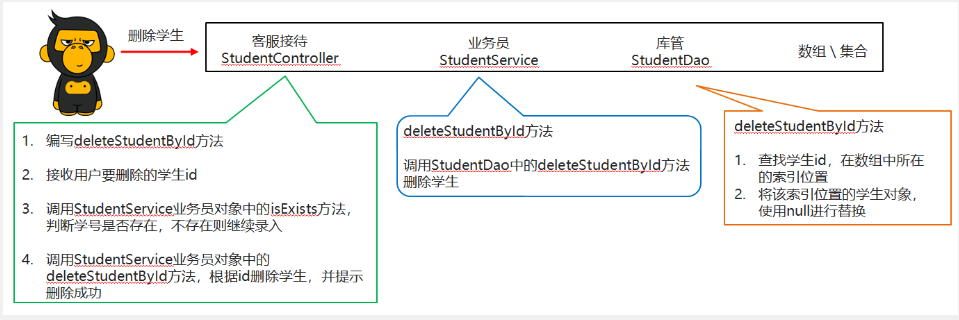 删除学生
客服接待
StudentController
业务员
StudentService
库管
StudentDao
数组 \ 集合
1. 编写deleteStudentById方法
2. 接收用户要删除的学生id
3. 调用StudentService业务员对象中的isExists方法，
判断学号是否存在，不存在则继续录入
4. 调用StudentService业务员对象中的
deleteStudentById方法，根据id删除学生，并提示
删除成功
deleteStudentById方法
调用StudentDao中的deleteStudentById方法
删除学生
deleteStudentById方法
1. 查找学生id，在数组中所在
的索引位置
2. 将该索引位置的学生对象，
使用null进行替换